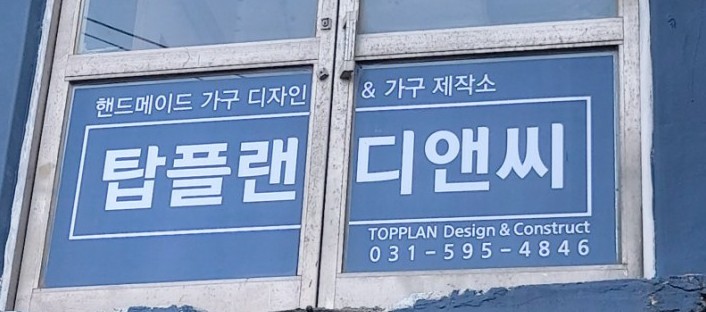 핸드메이드 가구 디자인 & 가구 제작소
탑플랜 디앤씨
TOPPLAN Design & Construct
031-595-4846